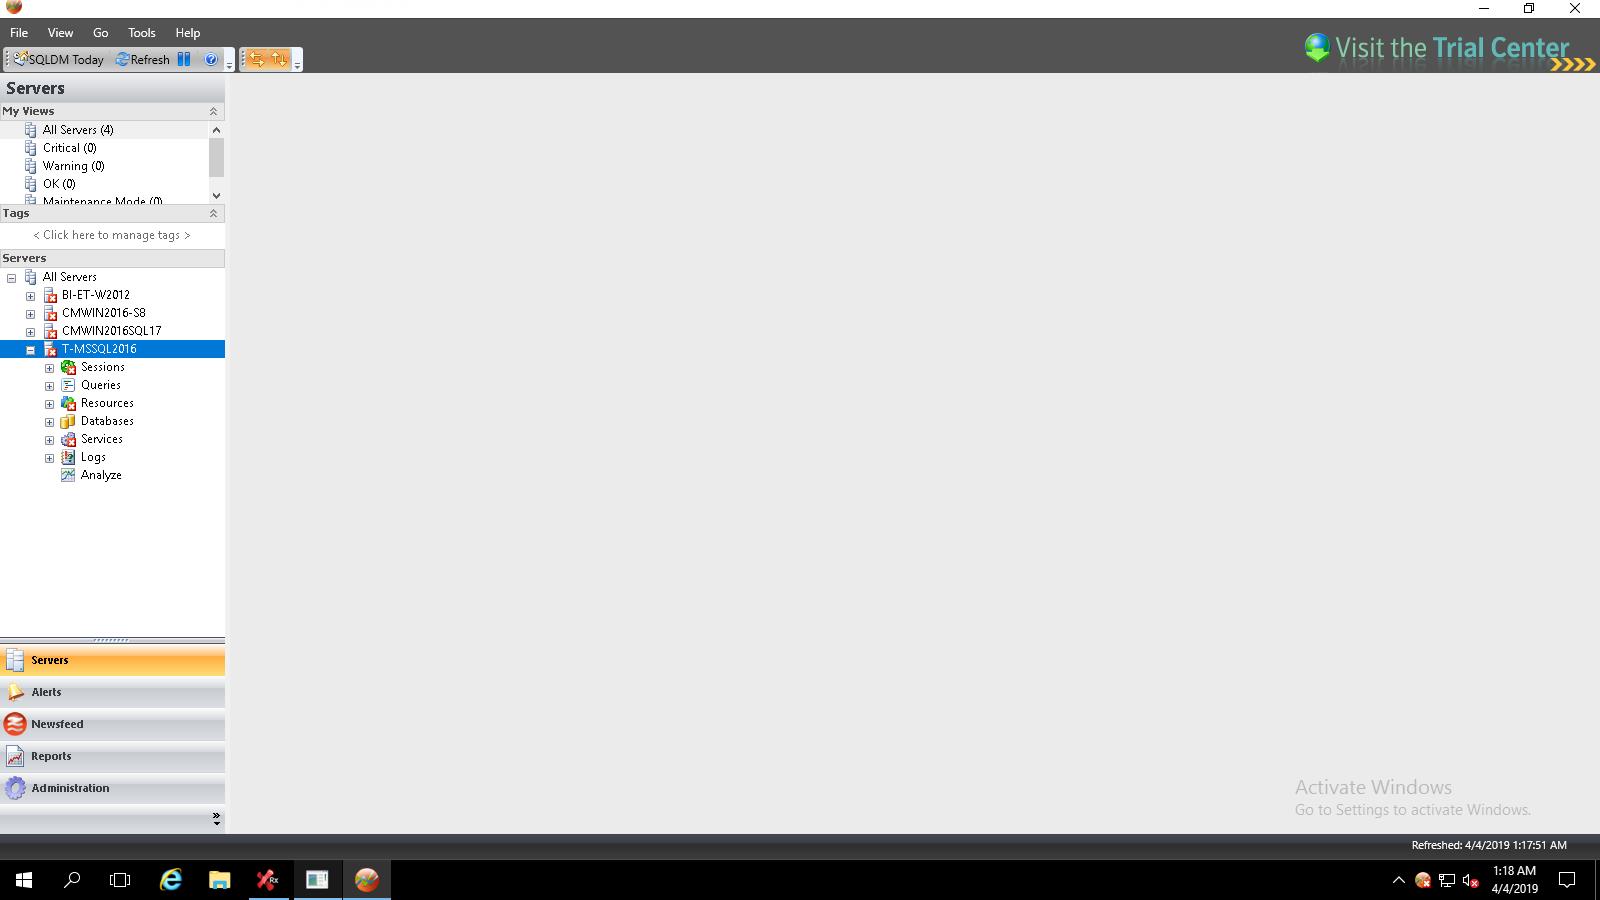 File View Go Tools Help
Visit the Trial Center
SQLDM Today Refresh
Servers
My Views
All Servers (4)
Critical (0)
Warning (0)
OK (0)
Maintenance Mode (0)
Tags
< Click here to manage tags >
Servers
All Servers
BI-ET-W2012
CMWIN2016-S8
CMWIN2016SQL17
T-MSSQL2016
Sessions
Queries
Resources
Databases
Services
Logs
Analyze
Servers
Alerts
Newsfeed
Reports
Administration
Activate Windows
Go to Settings to activate Windows.
Refreshed: 4/4/2019 1:17:51 AM
Rx
1:18 AM
4/4/2019